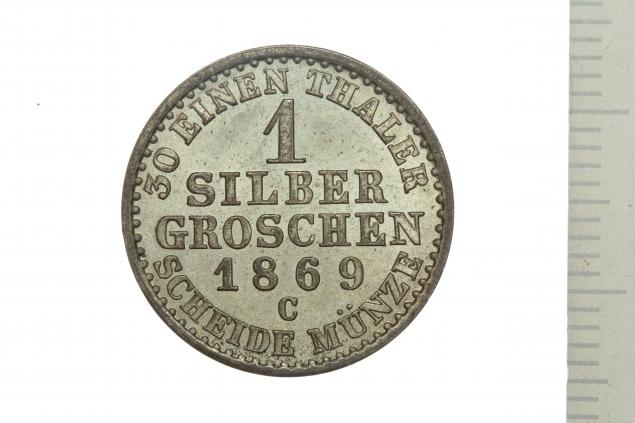 30 EINEN THALER
1
SILBER
GROSCHEN
1869
C
SCHEIDE MÜNZE